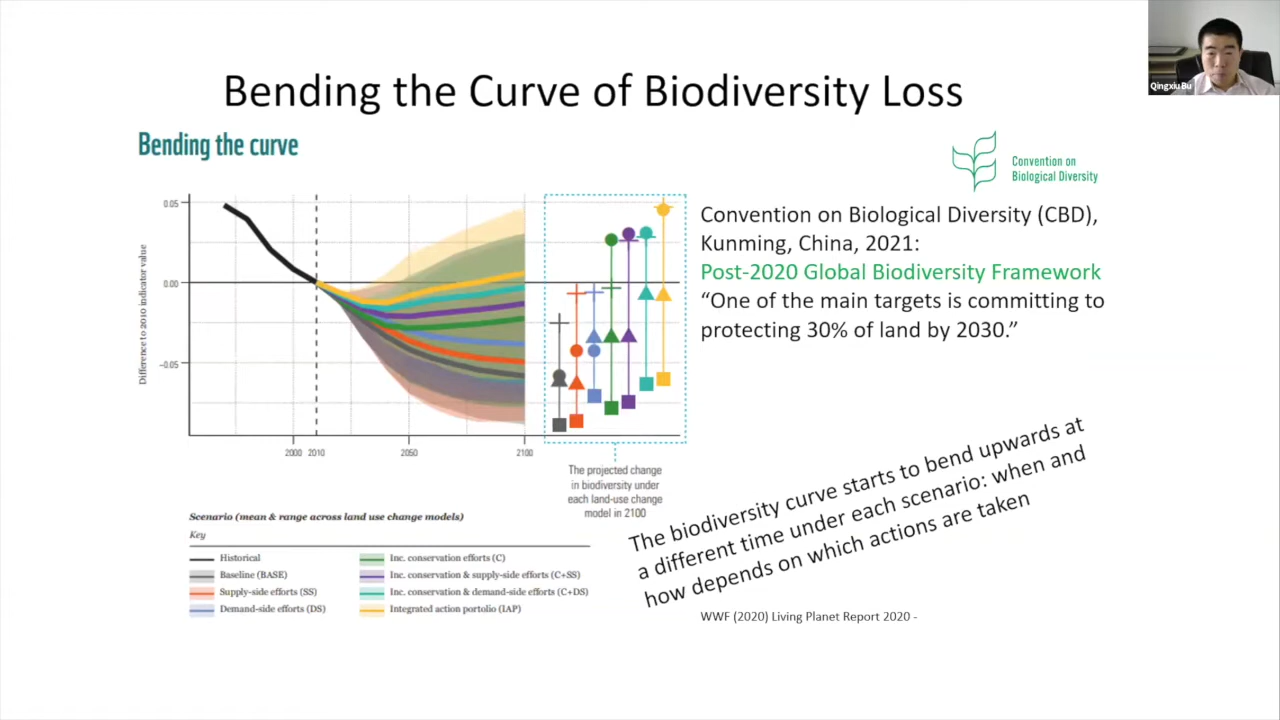 Bending the Curve of Biodiversity Loss
Qingxiu Bu
Bending the curve
Convention on
Biological Diversity
0.05
0.00
−0.05
Difference to 2010 indicator value
2000 2010
2050
2100
The projected change
in biodiversity under
each land-use change
model in 2100
Convention on Biological Diversity (CBD),
Kunming, China, 2021:
Post-2020 Global Biodiversity Framework
“One of the main targets is committing to
protecting 30% of land by 2030.”
The biodiversity curve starts to bend upwards at
a different time under each scenario: when and
how depends on which actions are taken
Scenario (mean & range across land use change models)
Key
Historical
Baseline (BASE)
Supply-side efforts (SS)
Demand-side efforts (DS)
Inc. conservation efforts (C)
Inc. conservation & supply-side efforts (C+SS)
Inc. conservation & demand-side efforts (C+DS)
Integrated action portolio (IAP)
WWF (2020) Living Planet Report 2020 -